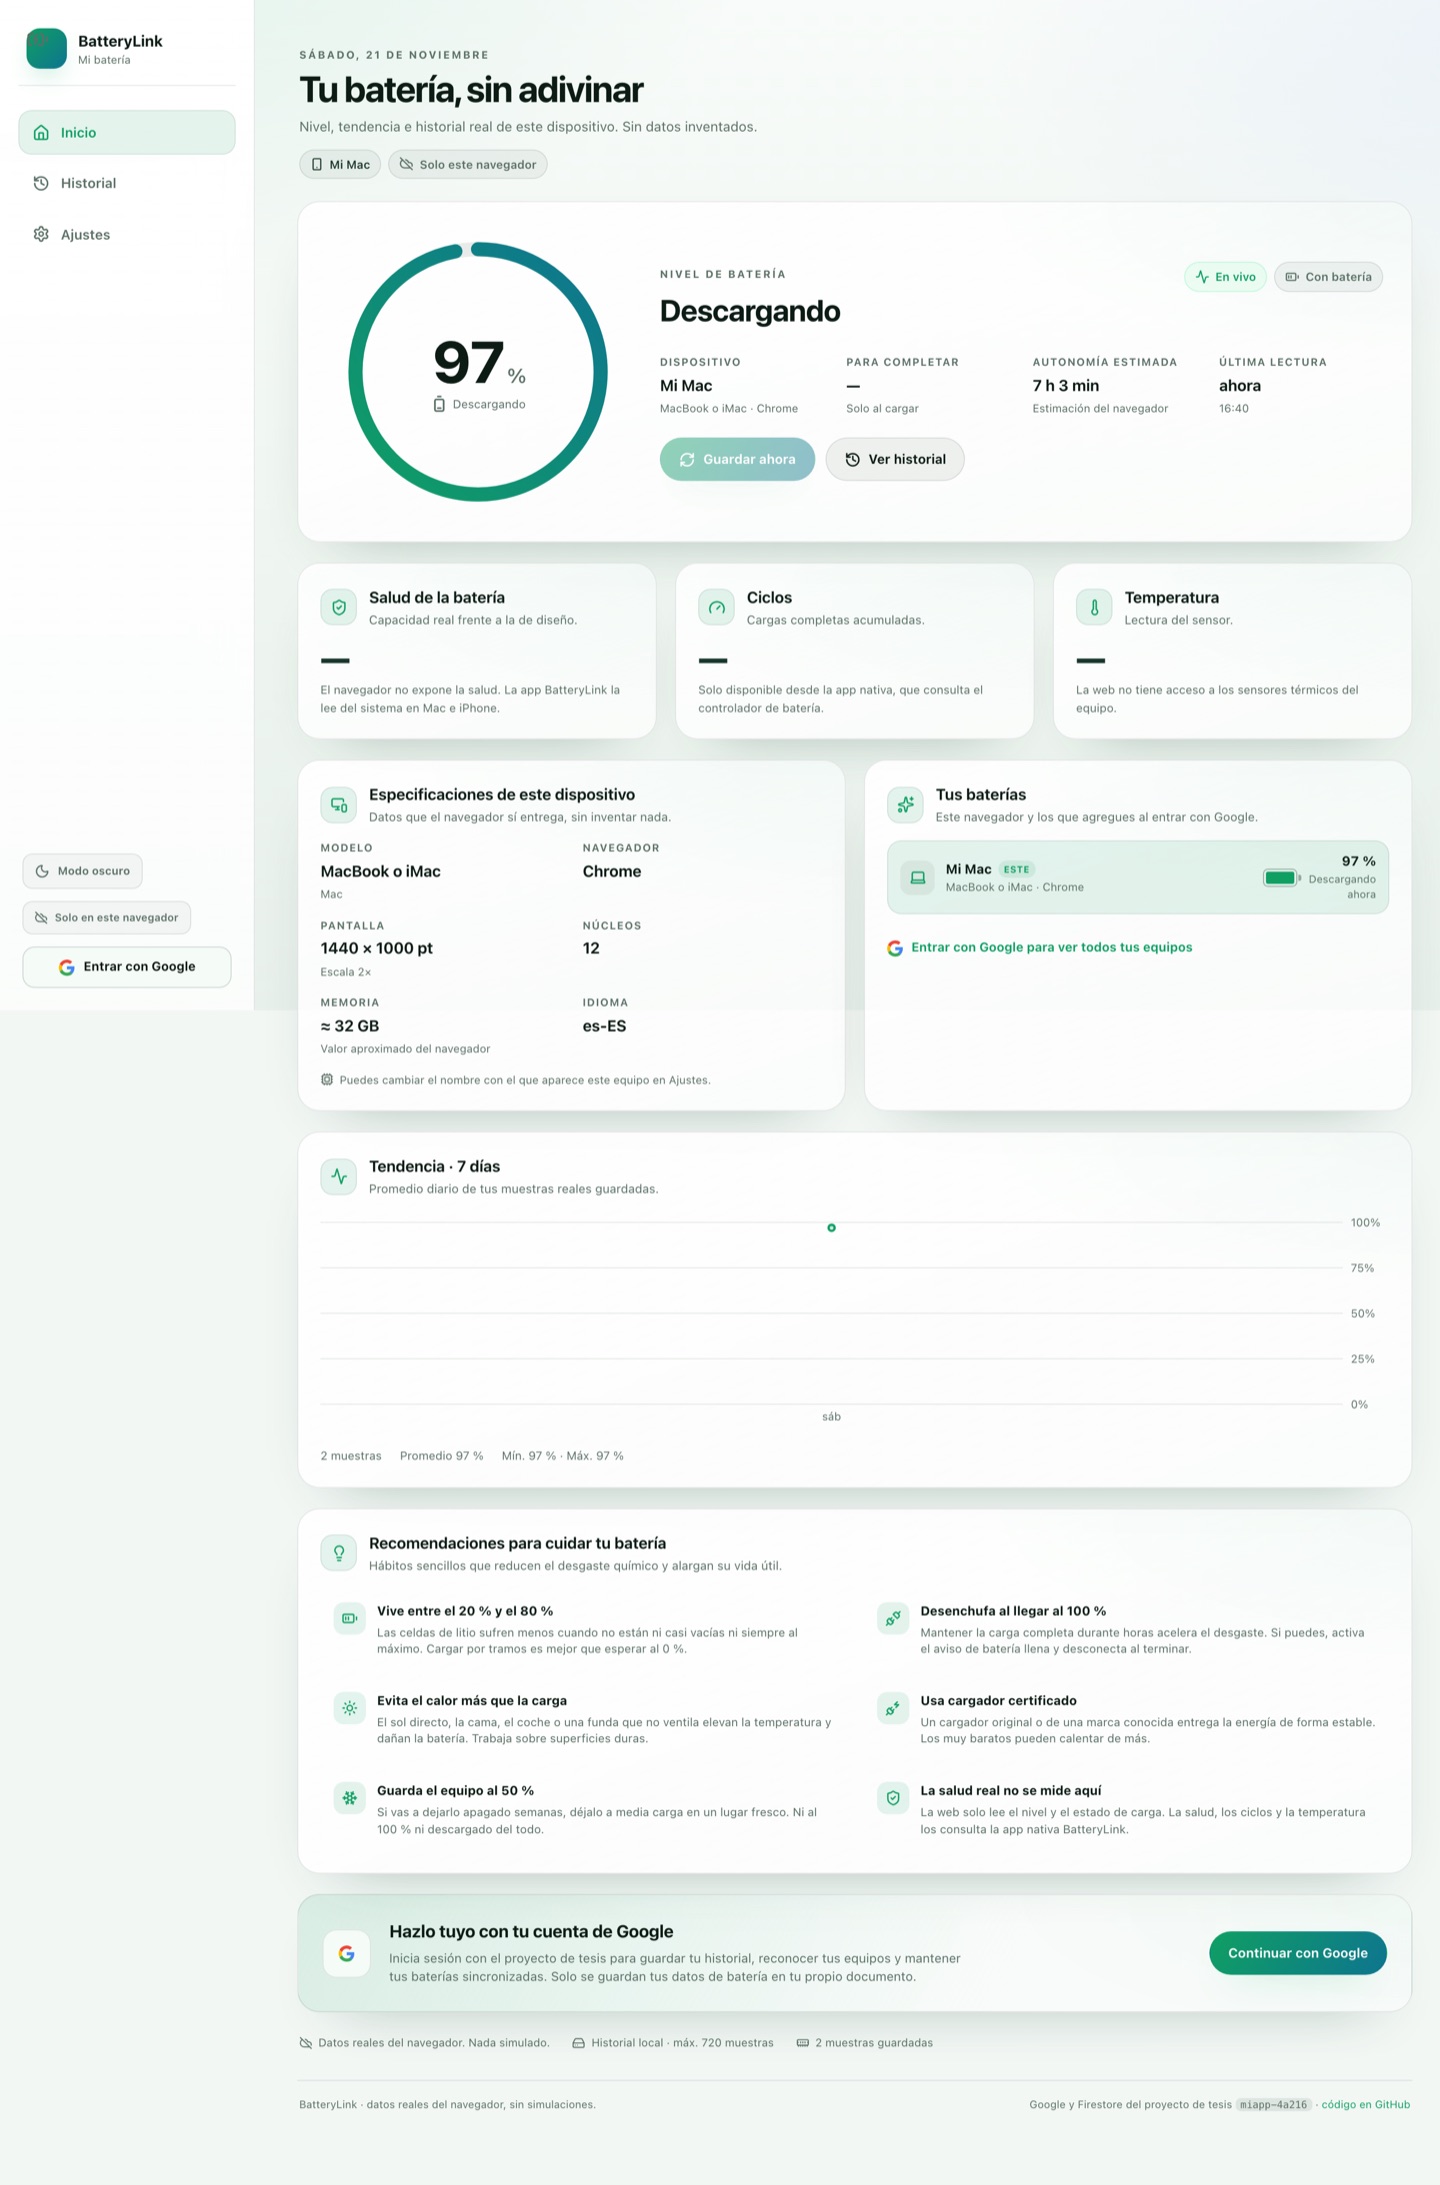 BatteryLink
Mi batería
Inicio
Historial
Ajustes
Modo oscuro
Solo en este navegador
Entrar con Google
SÁBADO, 21 DE NOVIEMBRE
Tu batería, sin adivinar
Nivel, tendencia e historial real de este dispositivo. Sin datos inventados.
Mi Mac
Solo este navegador
97 %
Descargando
NIVEL DE BATERÍA
Descargando
En vivo
Con batería
DISPOSITIVO
Mi Mac
MacBook o iMac · Chrome
PARA COMPLETAR
—
Solo al cargar
AUTONOMÍA ESTIMADA
7 h 3 min
Estimación del navegador
ÚLTIMA LECTURA
ahora
16:40
Guardar ahora
Ver historial
Salud de la batería
Capacidad real frente a la de diseño.
—
El navegador no expone la salud. La app BatteryLink la
lee del sistema en Mac e iPhone.
Ciclos
Cargas completas acumuladas.
—
Solo disponible desde la app nativa, que consulta el
controlador de batería.
Temperatura
Lectura del sensor.
—
La web no tiene acceso a los sensores térmicos del
equipo.
Especificaciones de este dispositivo
Datos que el navegador sí entrega, sin inventar nada.
MODELO
MacBook o iMac
Mac
NAVEGADOR
Chrome
PANTALLA
1440 × 1000 pt
Escala 2×
NÚCLEOS
12
MEMORIA
≈ 32 GB
Valor aproximado del navegador
IDIOMA
es-ES
Puedes cambiar el nombre con el que aparece este equipo en Ajustes.
Tus baterías
Este navegador y los que agregues al entrar con Google.
Mi Mac ESTE
MacBook o iMac · Chrome
97 %
Descargando
ahora
Entrar con Google para ver todos tus equipos
Tendencia · 7 días
Promedio diario de tus muestras reales guardadas.
100%
75%
50%
25%
0%
sáb
2 muestras Promedio 97 % Mín. 97 % · Máx. 97 %
Recomendaciones para cuidar tu batería
Hábitos sencillos que reducen el desgaste químico y alargan su vida útil.
Vive entre el 20 % y el 80 %
Las celdas de litio sufren menos cuando no están ni casi vacías ni siempre al
máximo. Cargar por tramos es mejor que esperar al 0 %.
Desenchufa al llegar al 100 %
Mantener la carga completa durante horas acelera el desgaste. Si puedes, activa
el aviso de batería llena y desconecta al terminar.
Evita el calor más que la carga
El sol directo, la cama, el coche o una funda que no ventila elevan la temperatura y
dañan la batería. Trabaja sobre superficies duras.
Usa cargador certificado
Un cargador original o de una marca conocida entrega la energía de forma estable.
Los muy baratos pueden calentar de más.
Guarda el equipo al 50 %
Si vas a dejarlo apagado semanas, déjalo a media carga en un lugar fresco. Ni al
100 % ni descargado del todo.
La salud real no se mide aquí
La web solo lee el nivel y el estado de carga. La salud, los ciclos y la temperatura
los consulta la app nativa BatteryLink.
Hazlo tuyo con tu cuenta de Google
Inicia sesión con el proyecto de tesis para guardar tu historial, reconocer tus equipos y mantener
tus baterías sincronizadas. Solo se guardan tus datos de batería en tu propio documento.
Continuar con Google
Datos reales del navegador. Nada simulado.
Historial local · máx. 720 muestras
2 muestras guardadas
BatteryLink · datos reales del navegador, sin simulaciones.
Google y Firestore del proyecto de tesis miapp-4a216 · código en GitHub